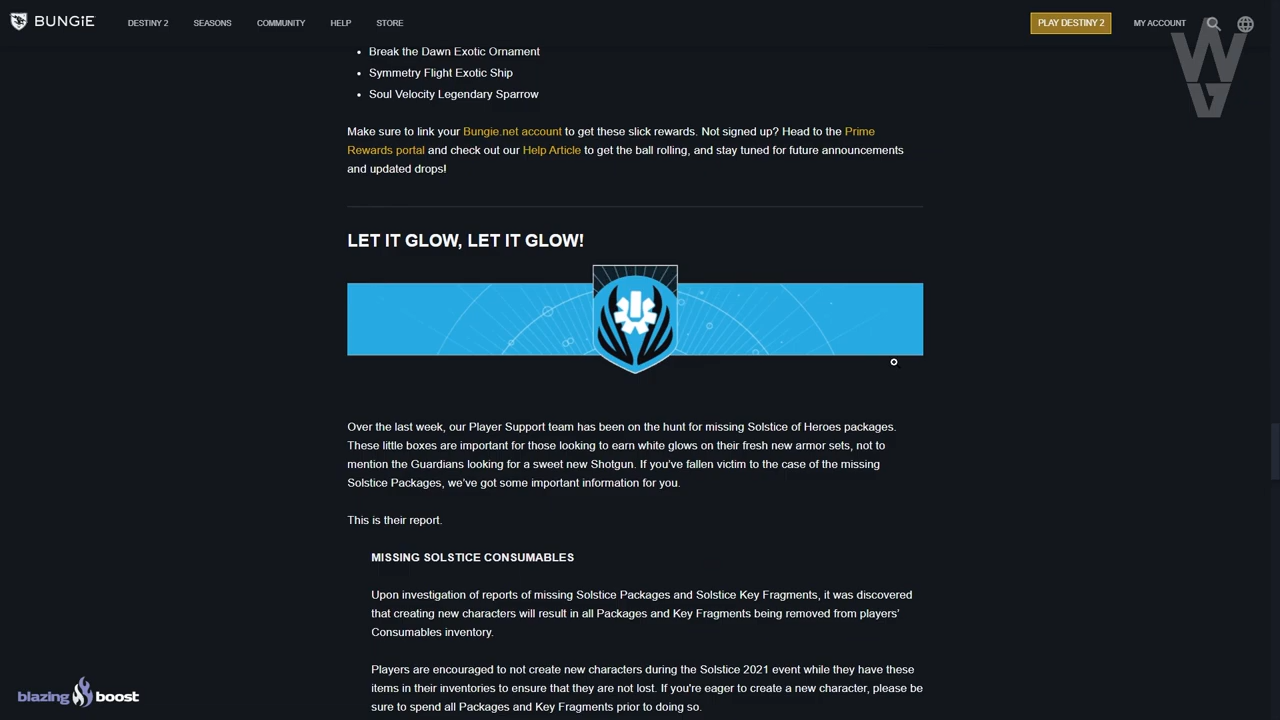 BUNGiE DESTINY 2 SEASONS COMMUNITY HELP STORE PLAY DESTINY 2 MY ACCOUNT
• Break the Dawn Exotic Ornament
• Symmetry Flight Exotic Ship
• Soul Velocity Legendary Sparrow
Make sure to link your Bungie.net account to get these slick rewards. Not signed up? Head to the Prime
Rewards portal and check out our Help Article to get the ball rolling, and stay tuned for future announcements
and updated drops!
LET IT GLOW, LET IT GLOW!
Over the last week, our Player Support team has been on the hunt for missing Solstice of Heroes packages.
These little boxes are important for those looking to earn white glows on their fresh new armor sets, not to
mention the Guardians looking for a sweet new Shotgun. If you’ve fallen victim to the case of the missing
Solstice Packages, we’ve got some important information for you.
This is their report.
MISSING SOLSTICE CONSUMABLES
Upon investigation of reports of missing Solstice Packages and Solstice Key Fragments, it was discovered
that creating new characters will result in all Packages and Key Fragments being removed from players’
Consumables inventory.
Players are encouraged to not create new characters during the Solstice 2021 event while they have these
items in their inventories to ensure that they are not lost. If you're eager to create a new character, please be
sure to spend all Packages and Key Fragments prior to doing so.
blazing boost